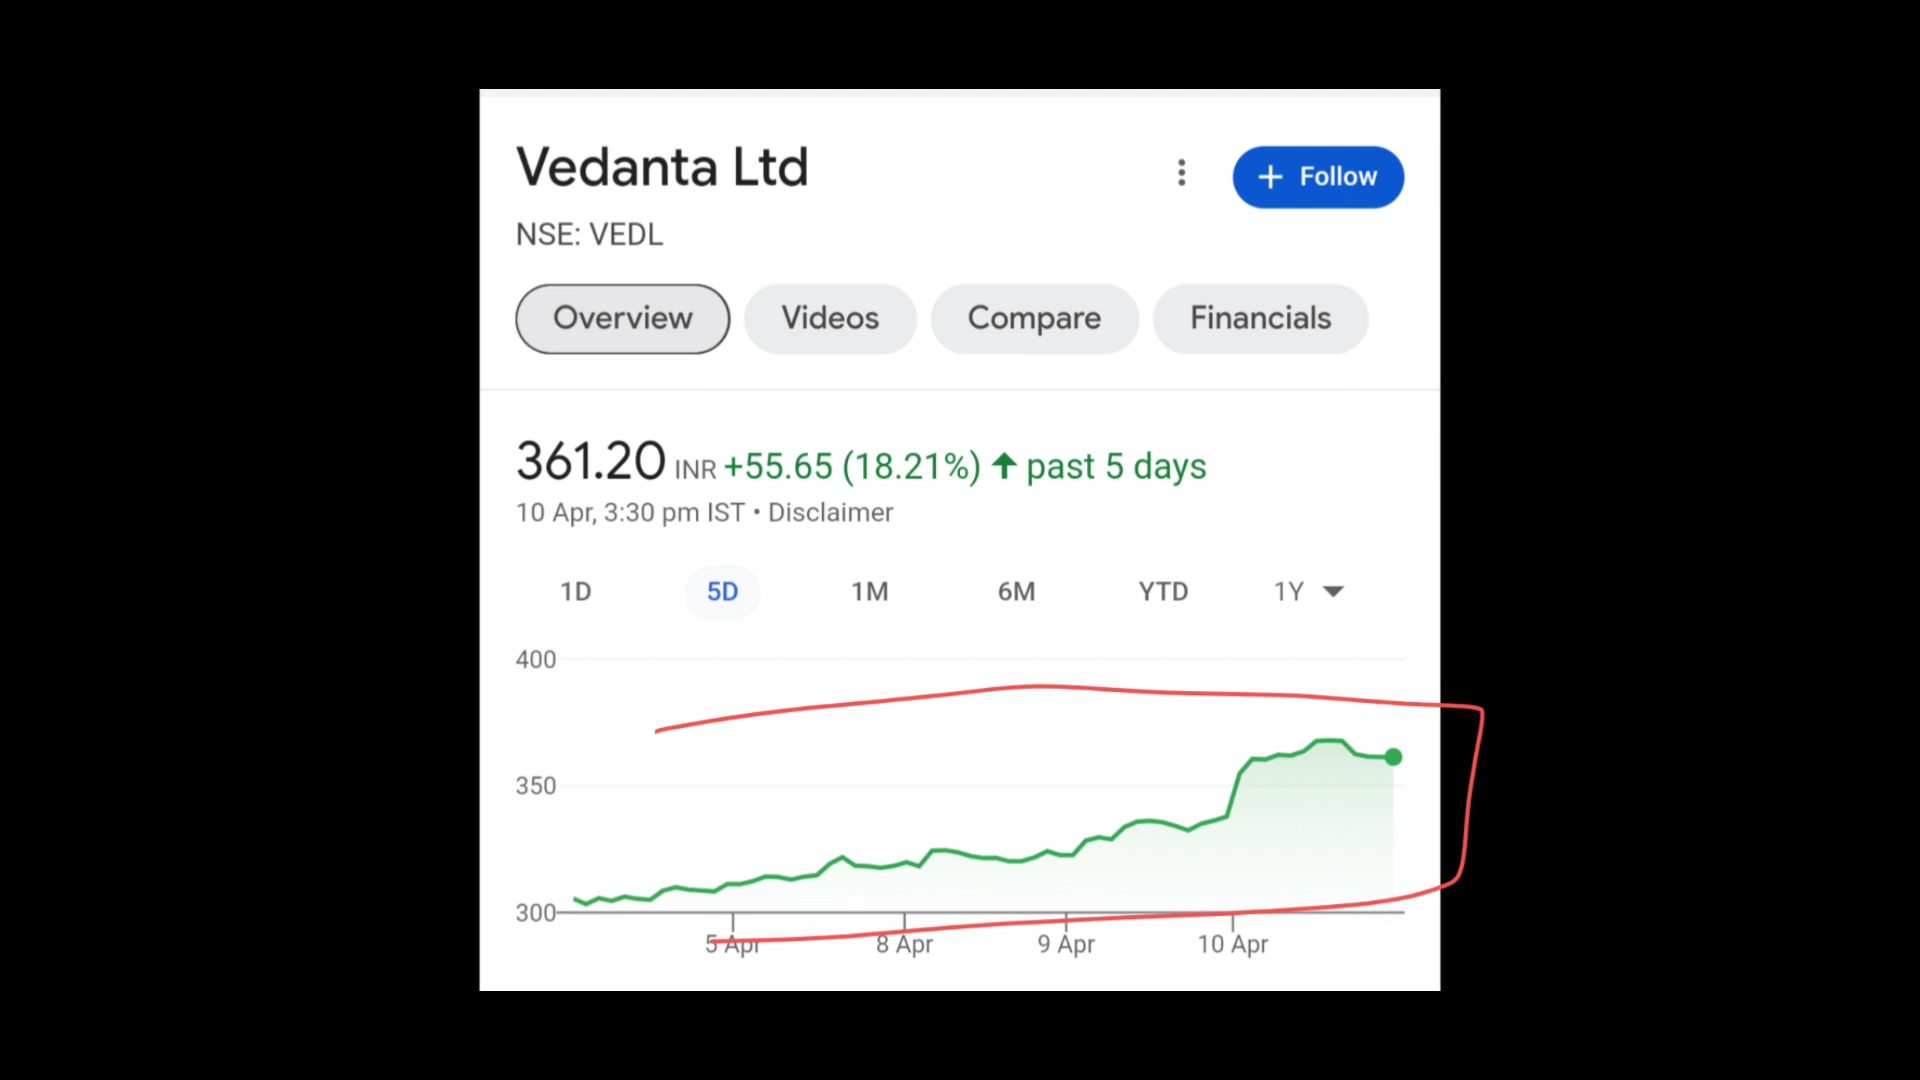 Vedanta Ltd
+ Follow
NSE: VEDL
Overview Videos Compare Financials
361.20 INR +55.65 (18.21%) ↑ past 5 days
10 Apr, 3:30 pm IST • Disclaimer
1D 5D 1M 6M YTD 1Y
400
350
300
5 Apr 8 Apr 9 Apr 10 Apr